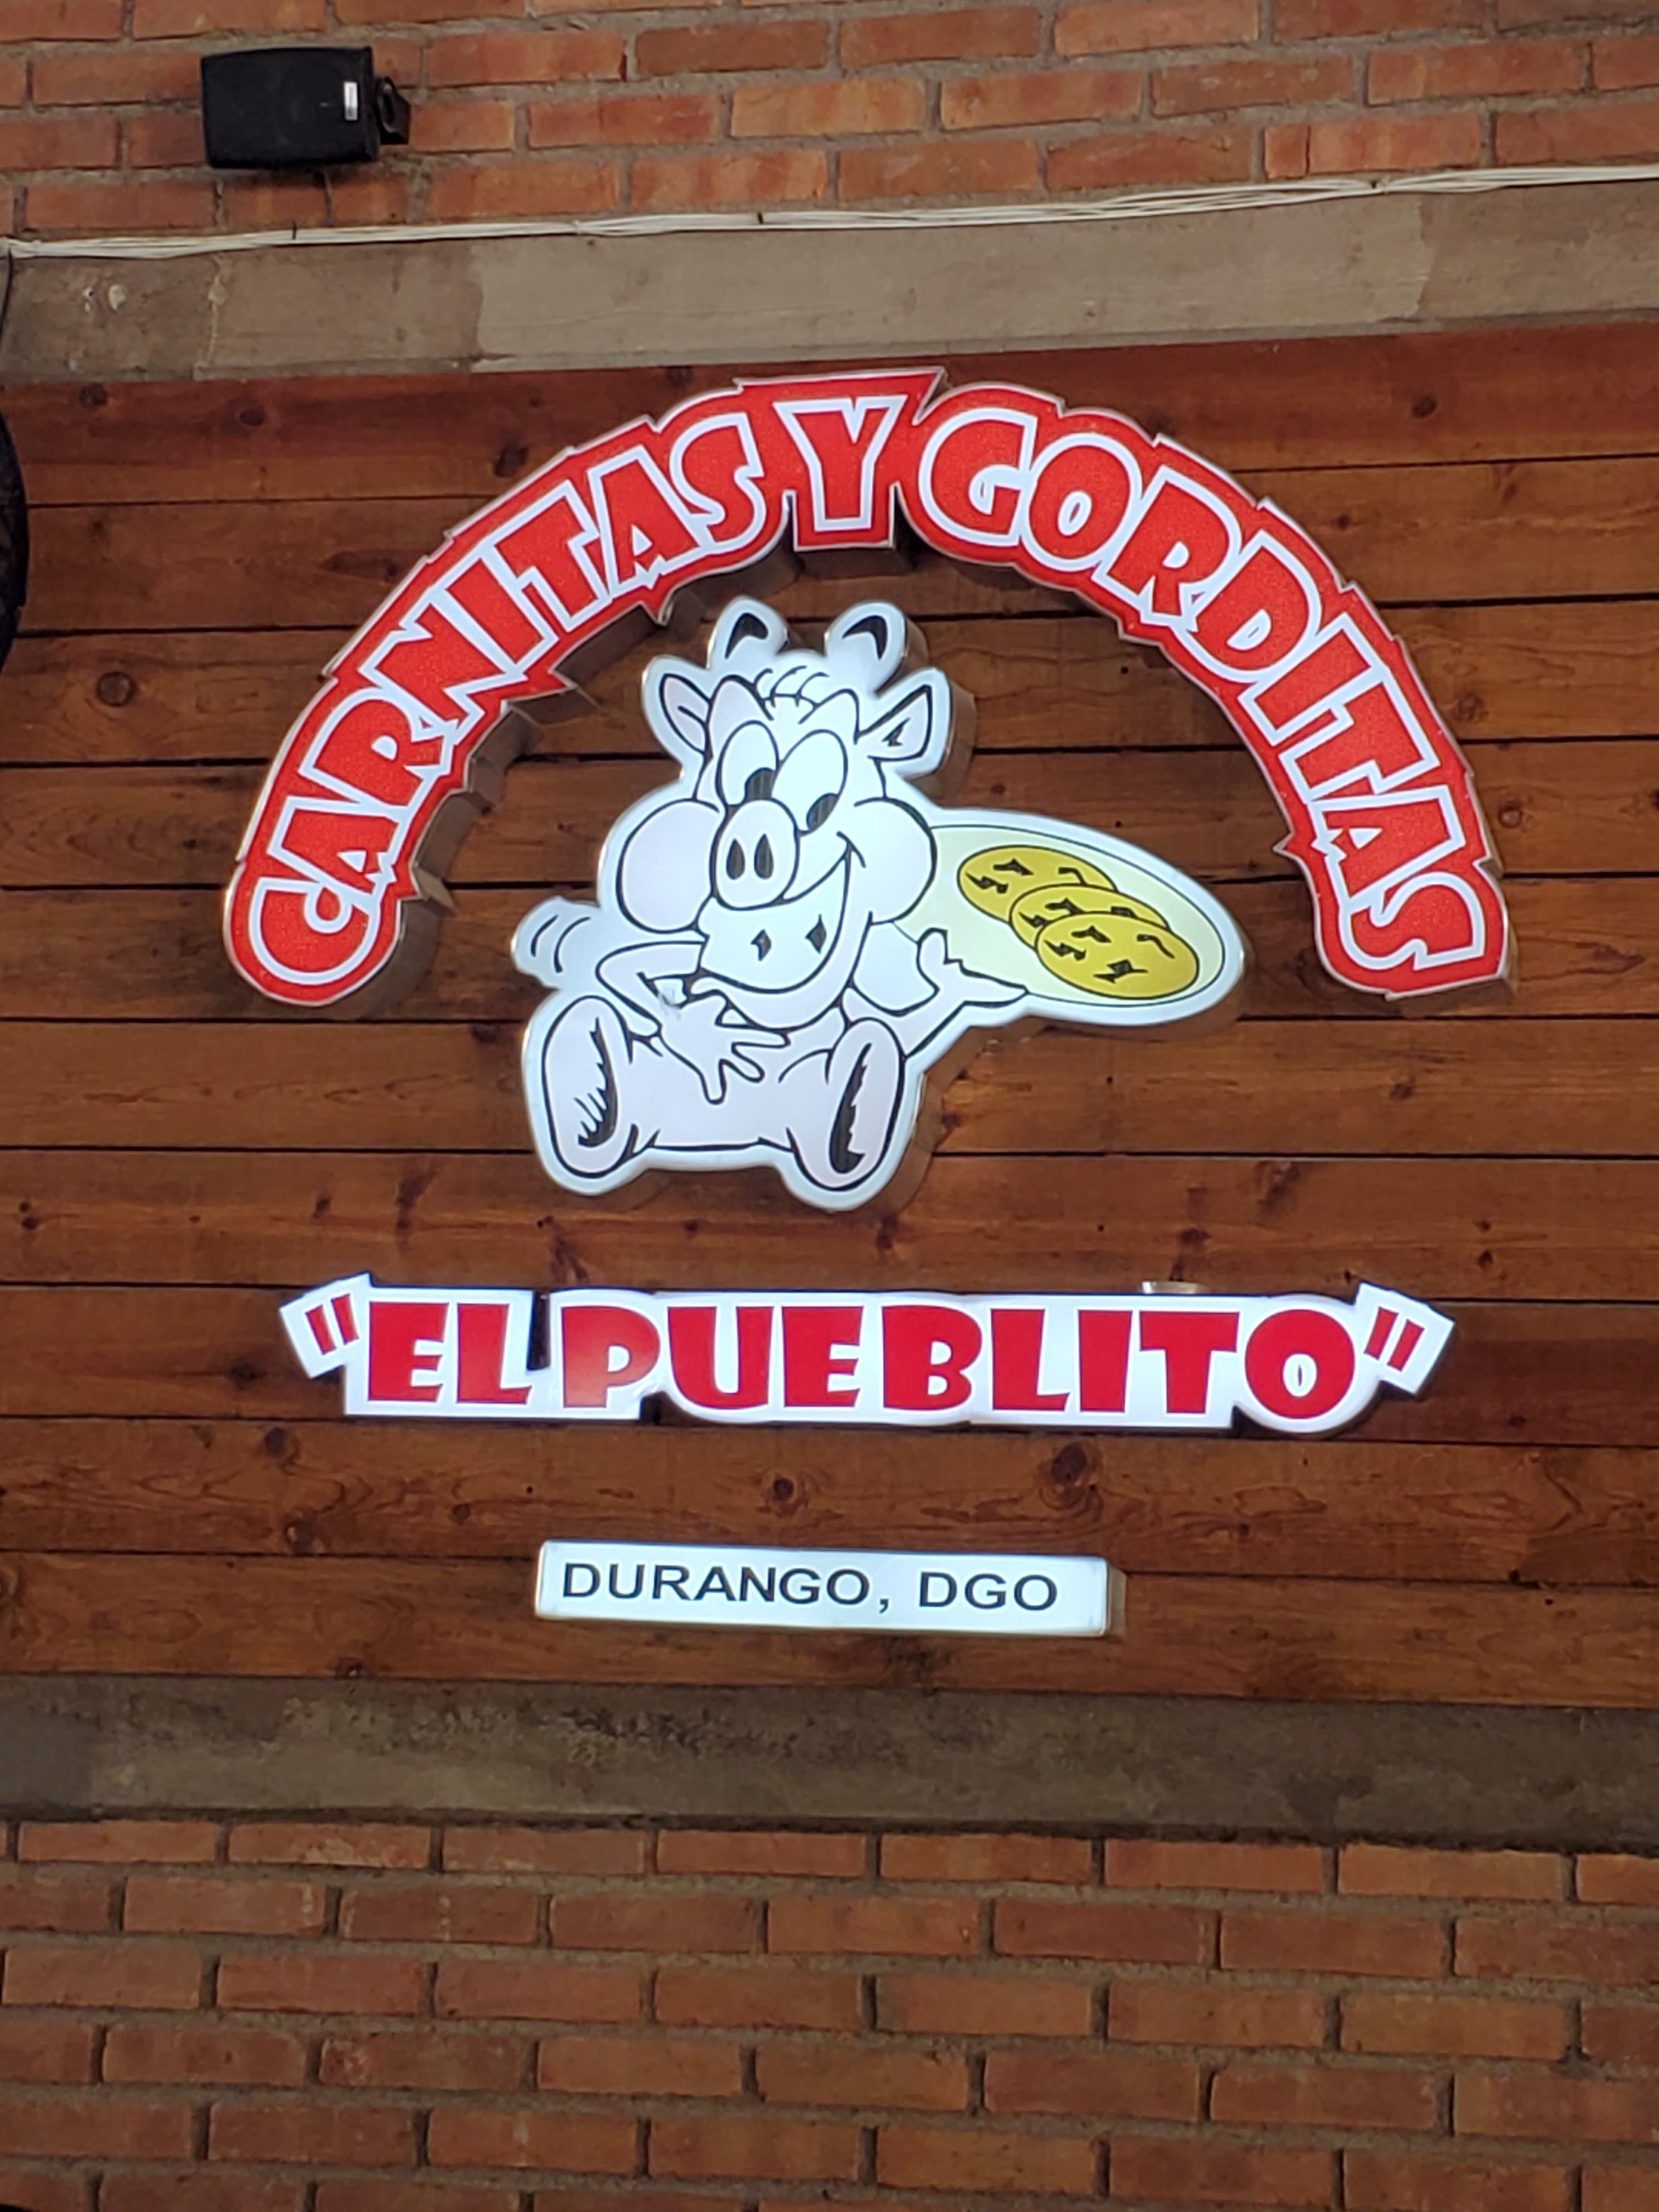 CARNITAS Y GORDITAS
"EL PUEBLITO"
DURANGO, DGO